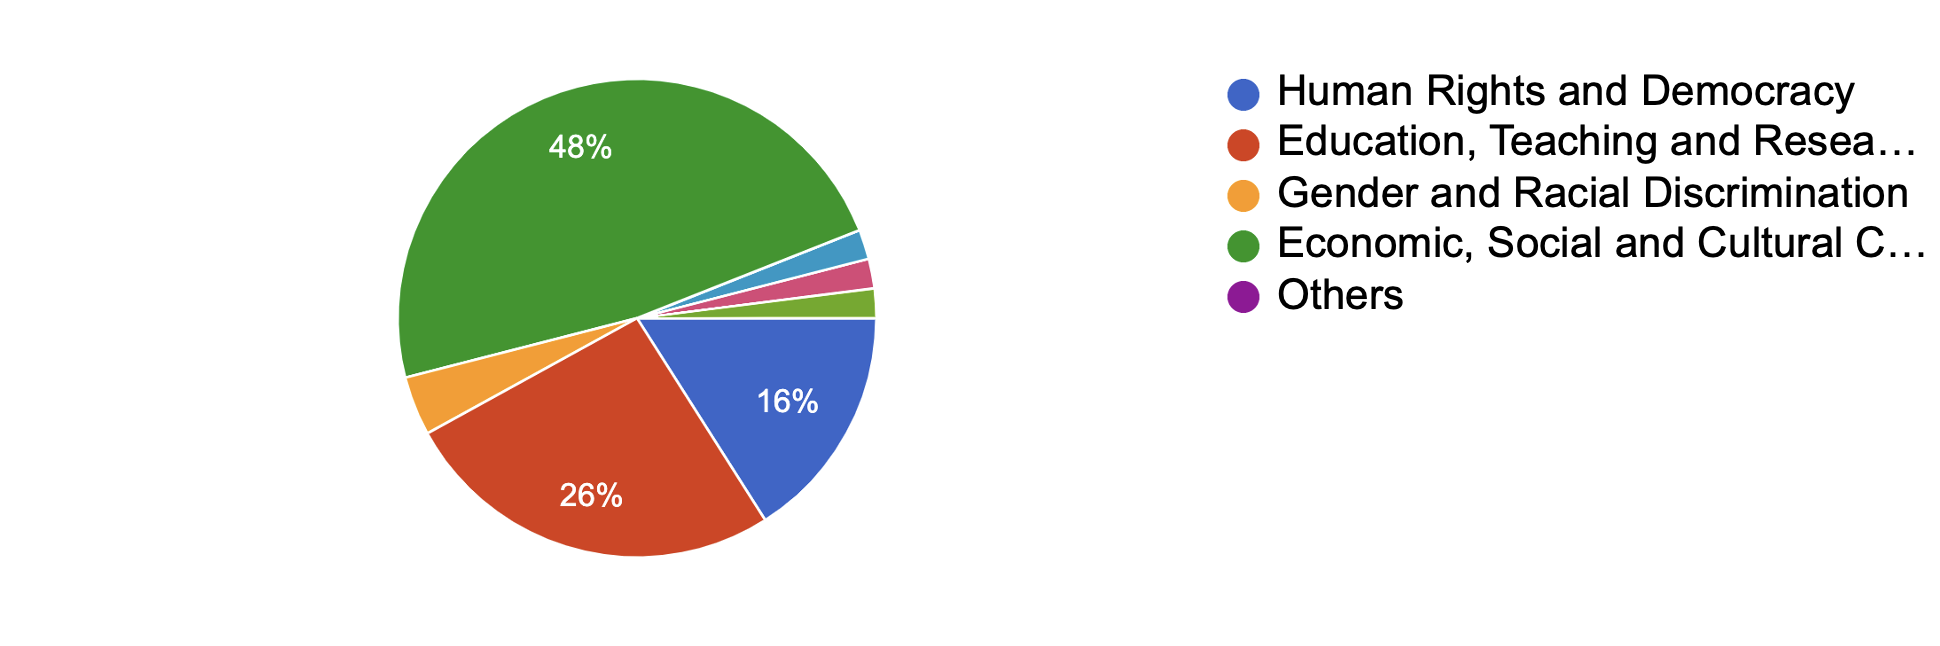 48%
16%
26%
Human Rights and Democracy
Education, Teaching and Resea…
Gender and Racial Discrimination
Economic, Social and Cultural C…
Others